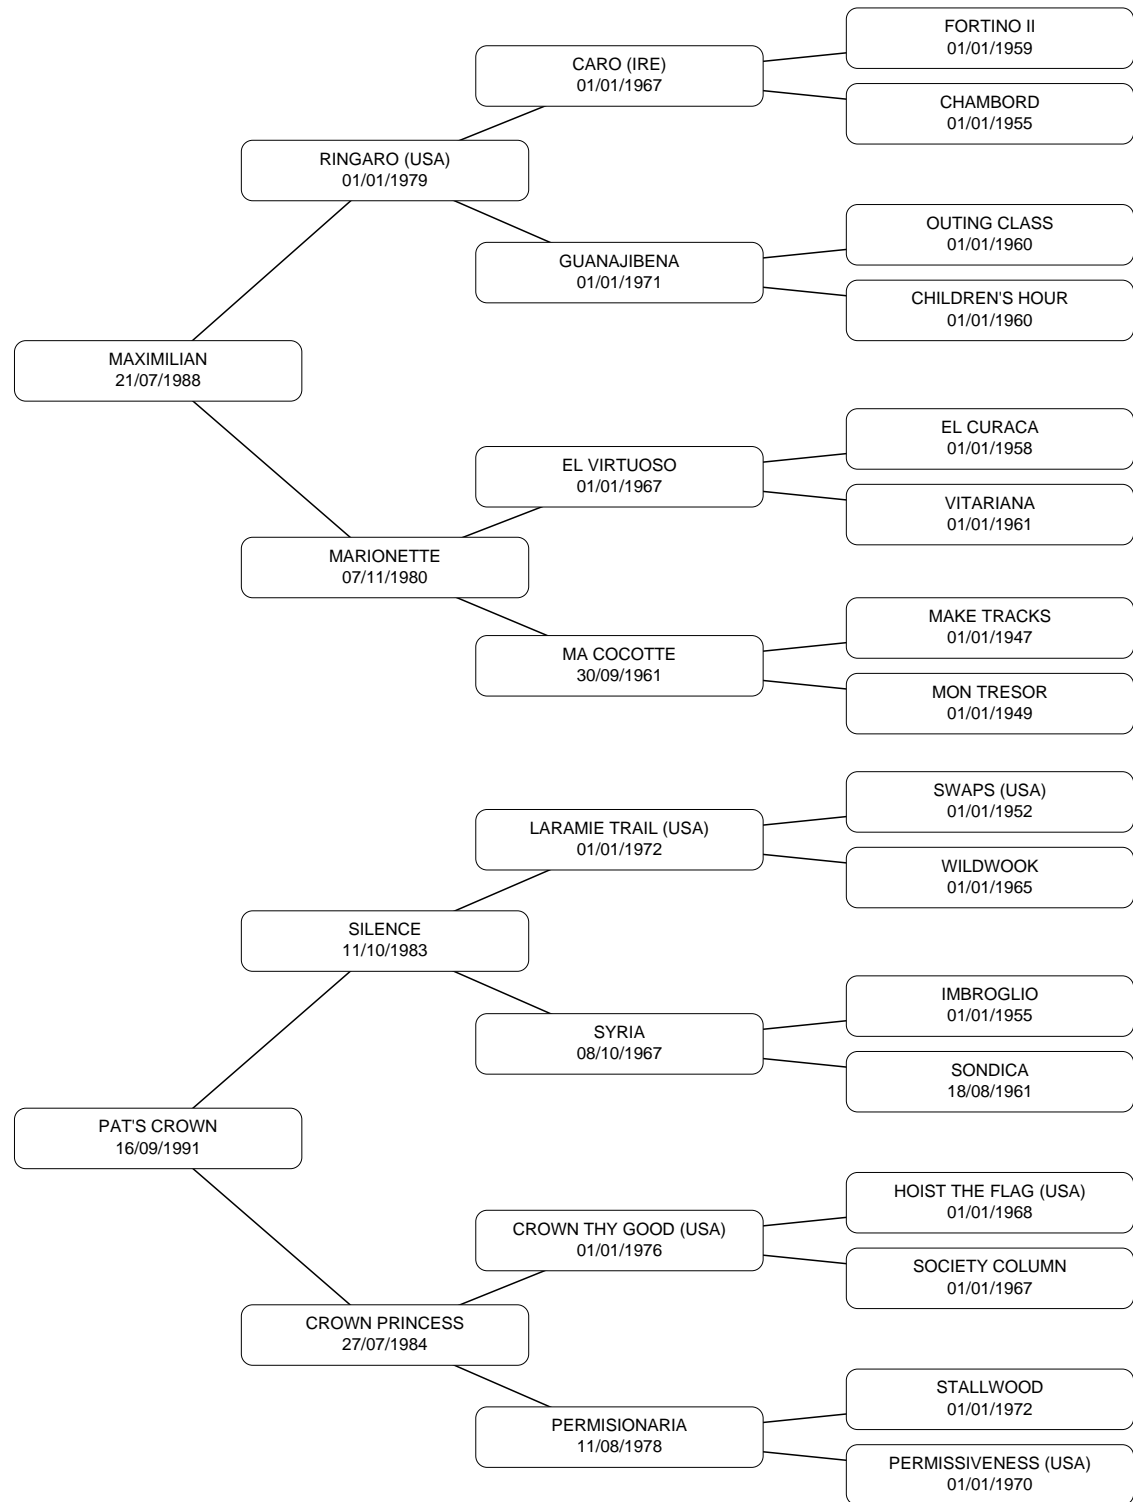 FORTINO II
01/01/1959
CARO (IRE)
01/01/1967
CHAMBORD
01/01/1955
RINGARO (USA)
01/01/1979
OUTING CLASS
01/01/1960
GUANAJIBENA
01/01/1971
CHILDREN'S HOUR
01/01/1960
MAXIMILIAN
21/07/1988
EL CURACA
01/01/1958
EL VIRTUOSO
01/01/1967
VITARIANA
01/01/1961
MARIONETTE
07/11/1980
MAKE TRACKS
01/01/1947
MA COCOTTE
30/09/1961
MON TRESOR
01/01/1949
SWAPS (USA)
01/01/1952
LARAMIE TRAIL (USA)
01/01/1972
WILDWOOK
01/01/1965
SILENCE
11/10/1983
IMBROGLIO
01/01/1955
SYRIA
08/10/1967
SONDICA
18/08/1961
PAT'S CROWN
16/09/1991
HOIST THE FLAG (USA)
01/01/1968
CROWN THY GOOD (USA)
01/01/1976
SOCIETY COLUMN
01/01/1967
CROWN PRINCESS
27/07/1984
STALLWOOD
01/01/1972
PERMISIONARIA
11/08/1978
PERMISSIVENESS (USA)
01/01/1970